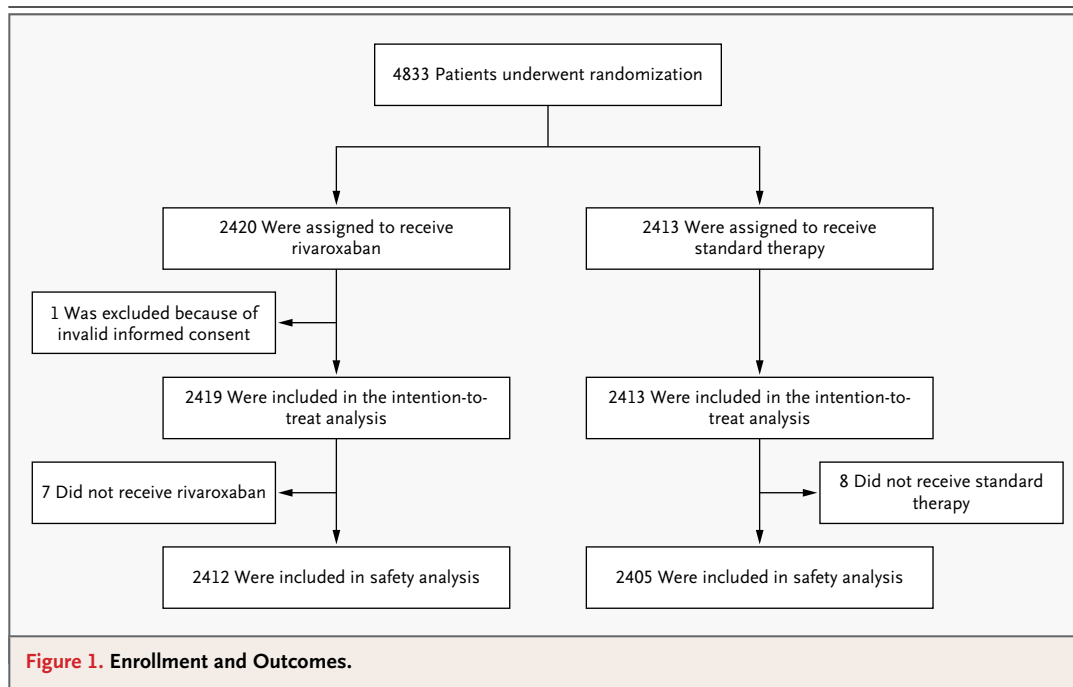 4833 Patients underwent randomization
2420 Were assigned to receive
rivaroxaban
2413 Were assigned to receive
standard therapy
1 Was excluded because of
invalid informed consent
2419 Were included in the intention-to-
treat analysis
2413 Were included in the intention-to-
treat analysis
7 Did not receive rivaroxaban
8 Did not receive standard
therapy
2412 Were included in safety analysis
2405 Were included in safety analysis
Figure 1. Enrollment and Outcomes.